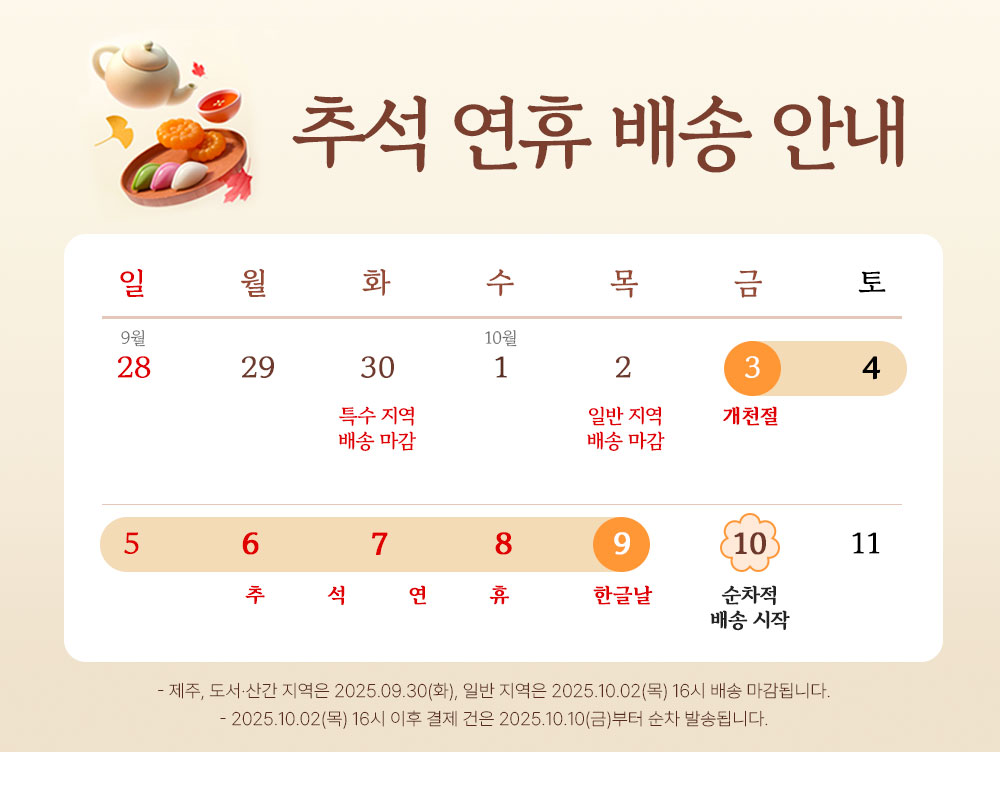 추석 연휴 배송 안내
일 월 화 수 목 금 토
9월 10월
28 29 30 1 2 3 4
특수 지역 일반 지역 개천절
배송 마감 배송 마감
5 6 7 8 9 10 11
추 석 연 휴 한글날 순차적
배송 시작
- 제주, 도서·산간 지역은 2025.09.30(화), 일반 지역은 2025.10.02(목) 16시 배송 마감됩니다.
- 2025.10.02(목) 16시 이후 결제 건은 2025.10.10(금)부터 순차 발송됩니다.